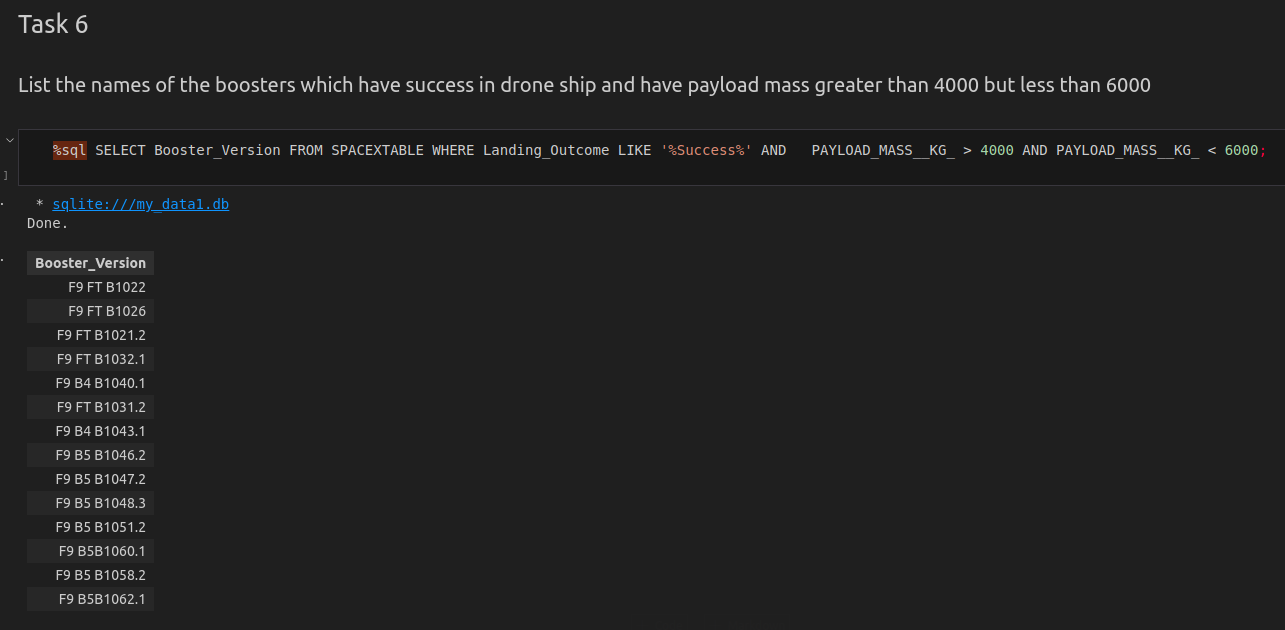 Task 6
List the names of the boosters which have success in drone ship and have payload mass greater than 4000 but less than 6000
%sql SELECT Booster_Version FROM SPACEXTABLE WHERE Landing_Outcome LIKE '%Success%' AND   PAYLOAD_MASS__KG_ > 4000 AND PAYLOAD_MASS__KG_ < 6000;
]
* sqlite:///my_data1.db
Done.
Booster_Version
F9 FT B1022
F9 FT B1026
F9 FT B1021.2
F9 FT B1032.1
F9 B4 B1040.1
F9 FT B1031.2
F9 B4 B1043.1
F9 B5 B1046.2
F9 B5 B1047.2
F9 B5 B1048.3
F9 B5 B1051.2
F9 B5B1060.1
F9 B5 B1058.2
F9 B5B1062.1